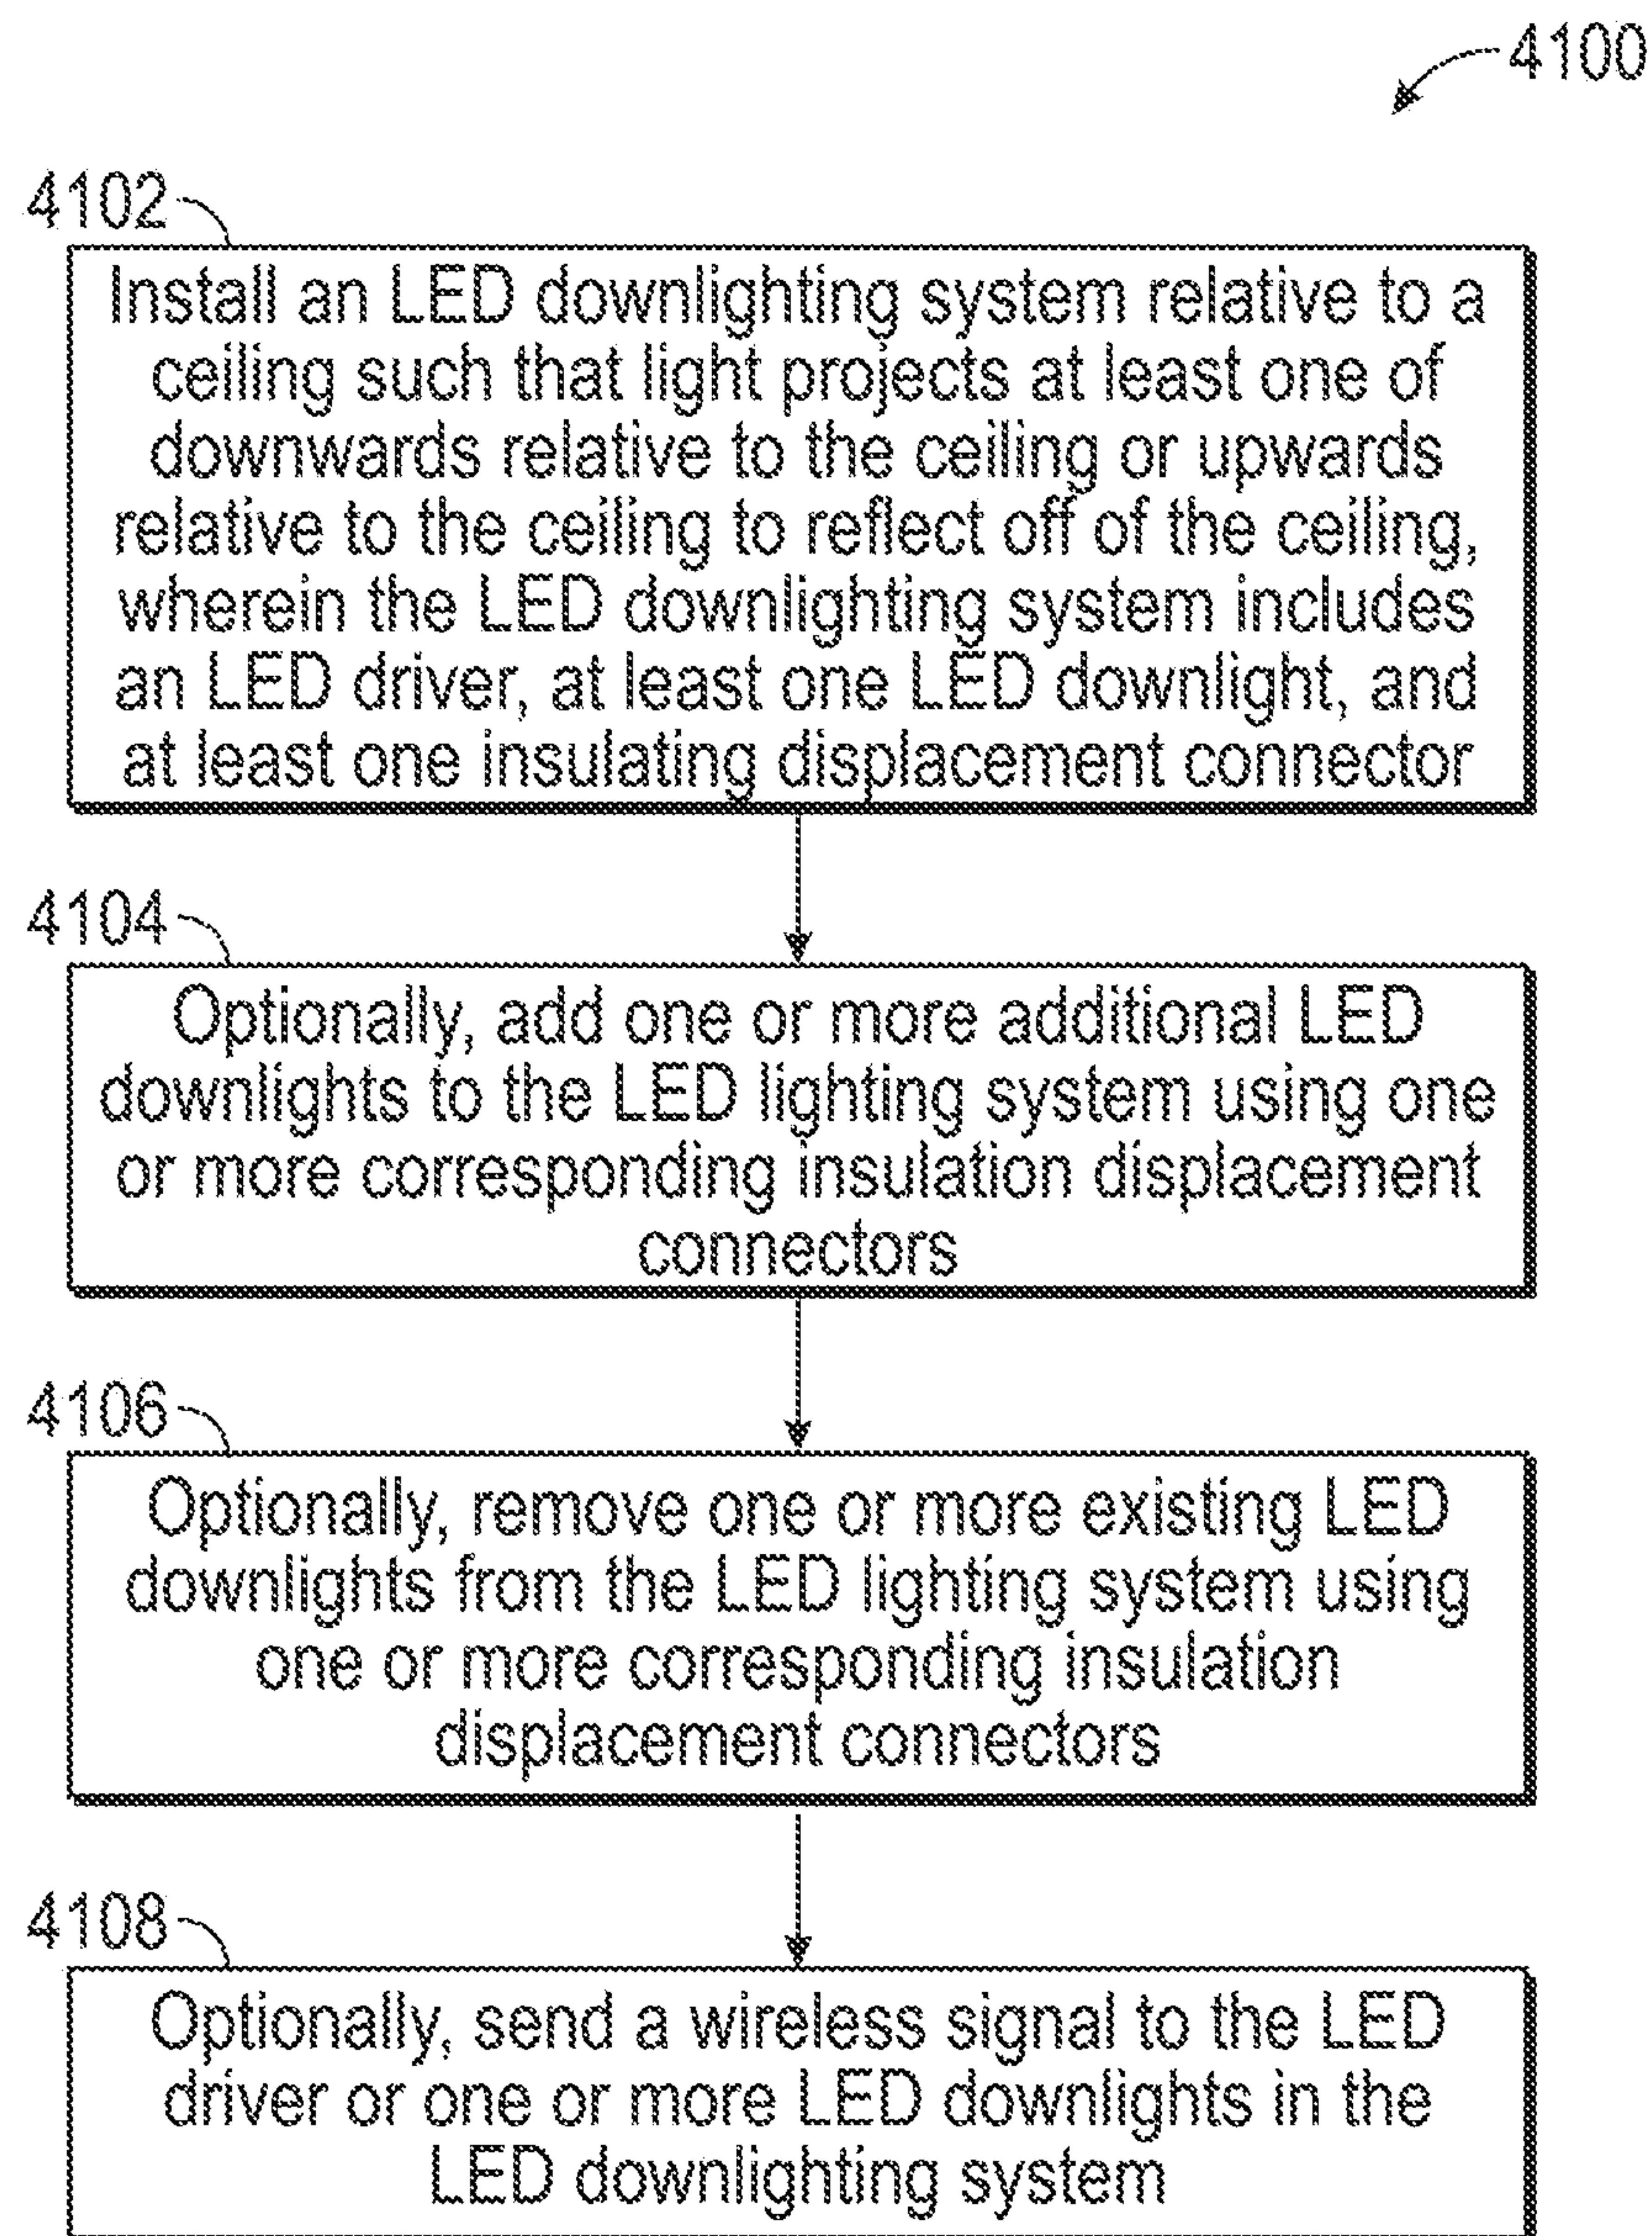 4100
4102
Install an LED downlighting system relative to a
ceiling such that light projects at least one of
downwards relative to the ceiling or upwards
relative to the ceiling to reflect off of the ceiling,
wherein the LED downlighting system includes
an LED driver, at least one LED downlight, and
at least one insulating displacement connector
4104
Optionally, add one or more additional LED
downlights to the LED lighting system using one
or more corresponding insulation displacement
connectors
4106
Optionally, remove one or more existing LED
downlights from the LED lighting system using
one or more corresponding insulation
displacement connectors
4108
Optionally, send a wireless signal to the LED
driver or one or more LED downlights in the
LED downlighting system